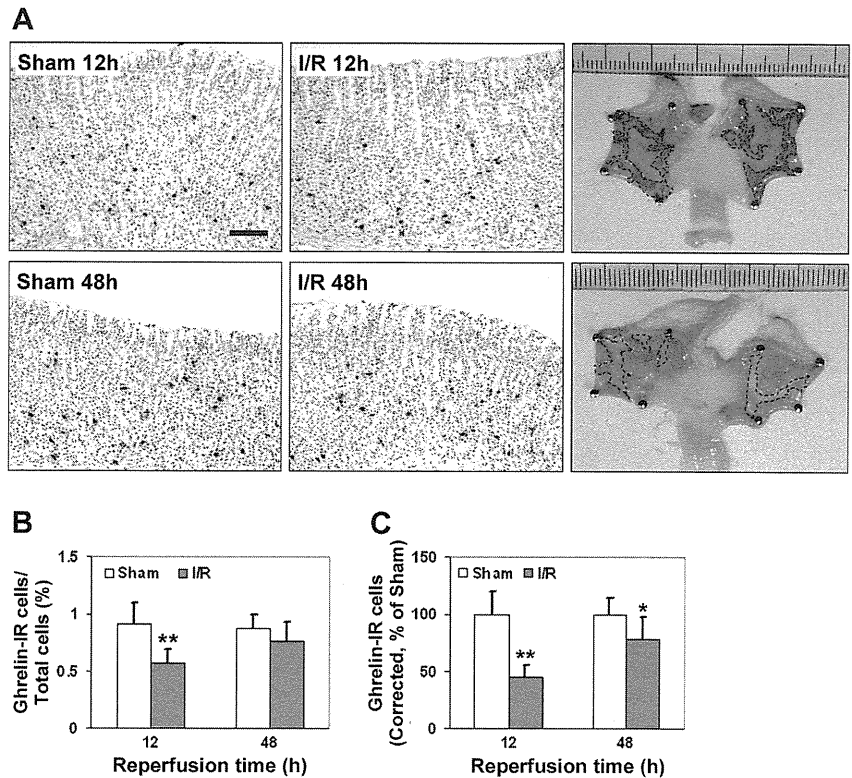 A
Sham 12h
I/R 12h
Sham 48h
I/R 48h
B
Ghrelin-IR cells/
Total cells (%)
1.5
1
0.5
0
Sham
I/R
**
12
48
Reperfusion time (h)
C
Ghrelin-IR cells
(Corrected, % of Sham)
150
100
50
0
Sham
I/R
**
*
12
48
Reperfusion time (h)